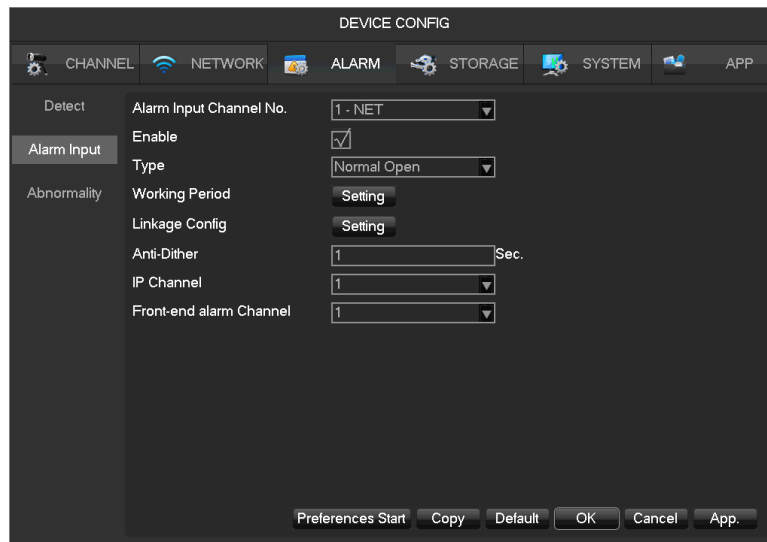 DEVICE CONFIG
CHANNEL NETWORK ALARM STORAGE SYSTEM APP
Detect
Alarm Input
Abnormality
Alarm Input Channel No. 1 - NET
Enable
Type Normal Open
Working Period Setting
Linkage Config Setting
Anti-Dither 1 Sec.
IP Channel 1
Front-end alarm Channel 1
Preferences Start Copy Default OK Cancel App.